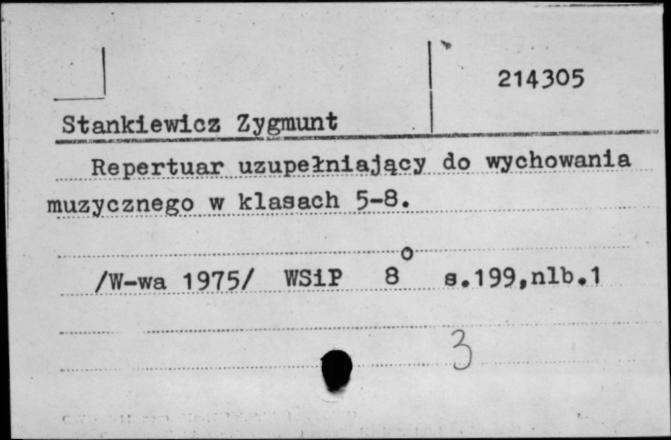 214305
Stankiewicz Zygmunt
Repertuar uzupełniający do wychowania
muzycznego w klasach 5-8.
/W-wa 1975/ WSiP 8° s.199,nlb.1
3